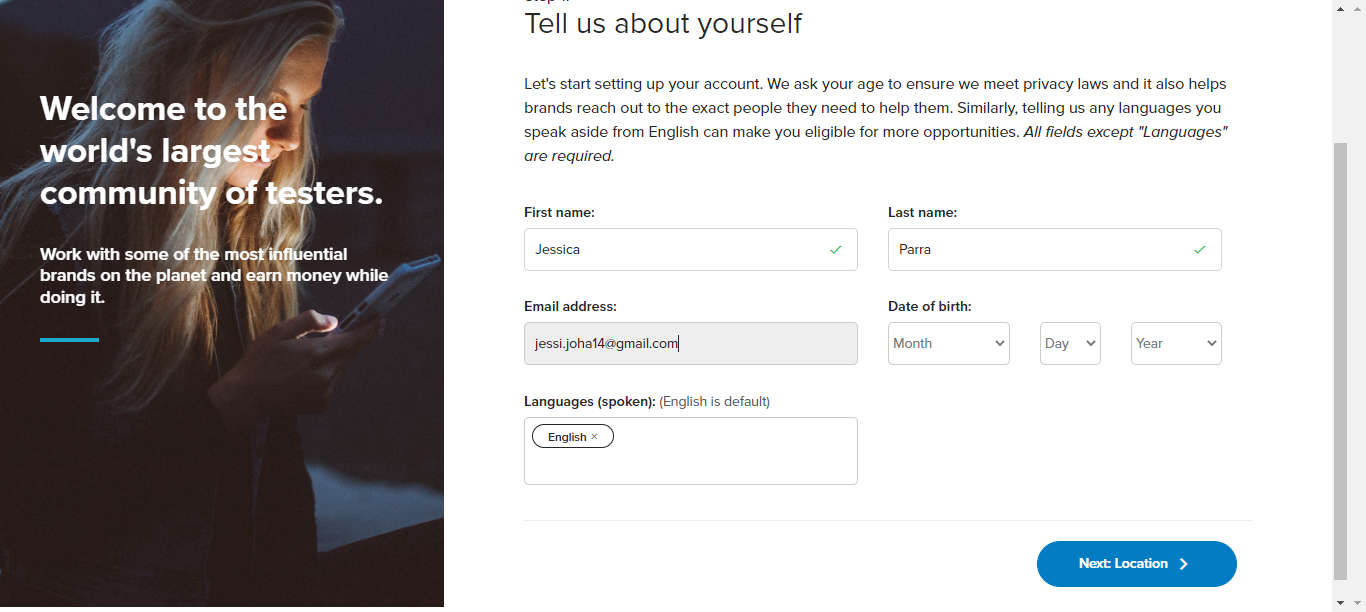 Welcome to the
world's largest
community of testers.
Work with some of the most influential
brands on the planet and earn money while
doing it.
Tell us about yourself
Let's start setting up your account. We ask your age to ensure we meet privacy laws and it also helps
brands reach out to the exact people they need to help them. Similarly, telling us any languages you
speak aside from English can make you eligible for more opportunities. All fields except "Languages"
are required.
First name:
Last name:
Jessica
Parra
Email address:
Date of birth:
jessi.joha14@gmail.com
Month
Day
Year
Languages (spoken): (English is default)
English ×
Next: Location